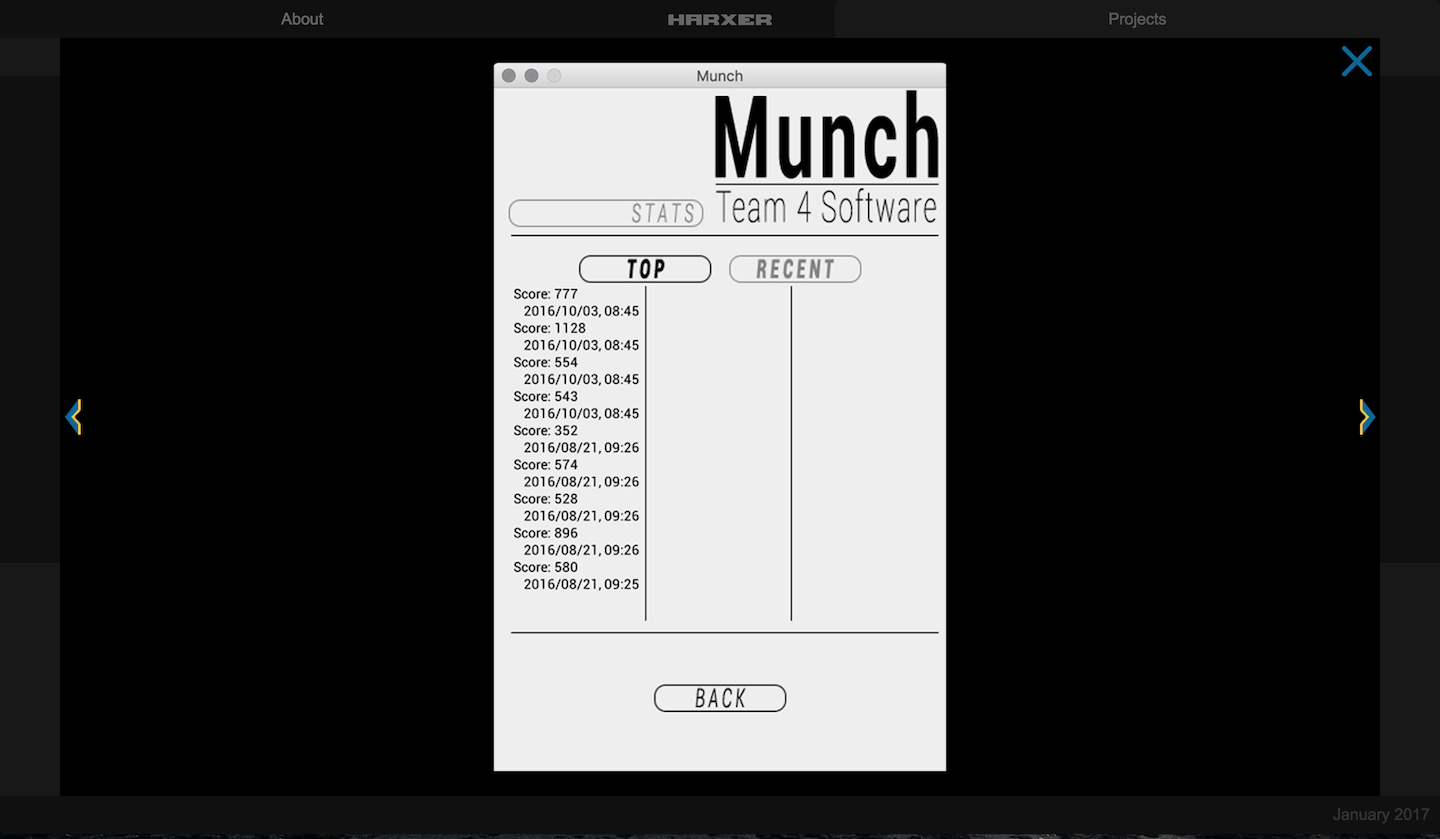 About
HARXER
Projects
Munch
Munch
Team 4 Software
STATS
TOP
RECENT
Score: 777
2016/10/03, 08:45
Score: 1128
2016/10/03, 08:45
Score: 554
2016/10/03, 08:45
Score: 543
2016/10/03, 08:45
Score: 352
2016/08/21, 09:26
Score: 574
2016/08/21, 09:26
Score: 528
2016/08/21, 09:26
Score: 896
2016/08/21, 09:26
Score: 580
2016/08/21, 09:25
BACK
January 2017